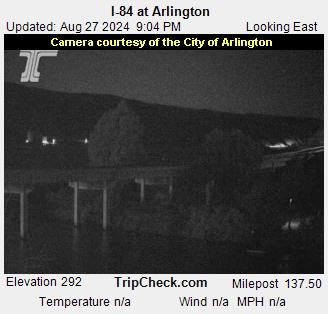 I-84 at Arlington
Updated: Aug 27 2024 9:04 PM Looking East
Camera courtesy of the City of Arlington
Elevation 292 TripCheck.com Milepost 137.50
Temperature n/a Wind n/a MPH n/a